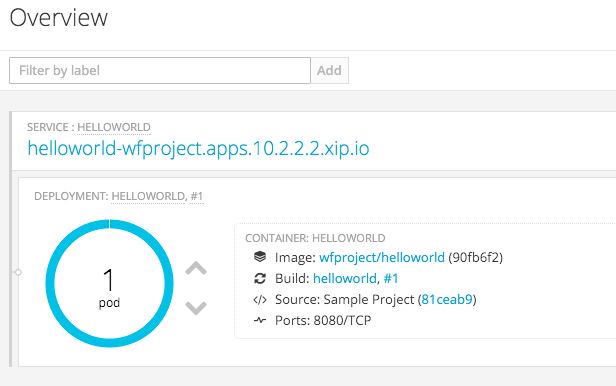 Overview
Filter by label Add
SERVICE : HELLOWORLD
helloworld-wfproject.apps.10.2.2.2.xip.io
DEPLOYMENT: HELLOWORLD, #1
1
pod
CONTAINER: HELLOWORLD
Image: wfproject/helloworld (90fb6f2)
Build: helloworld, #1
Source: Sample Project (81ceab9)
Ports: 8080/TCP